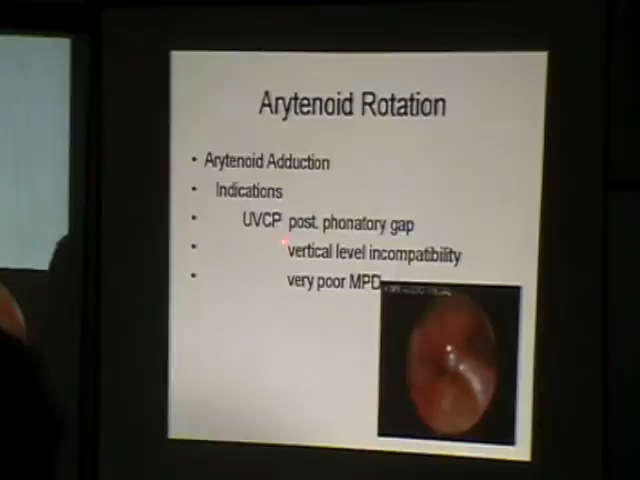 Arytenoid Rotation
• Arytenoid Adduction
• Indications
• UVCP post. phonatory gap
• vertical level incompatibility
• very poor MPD